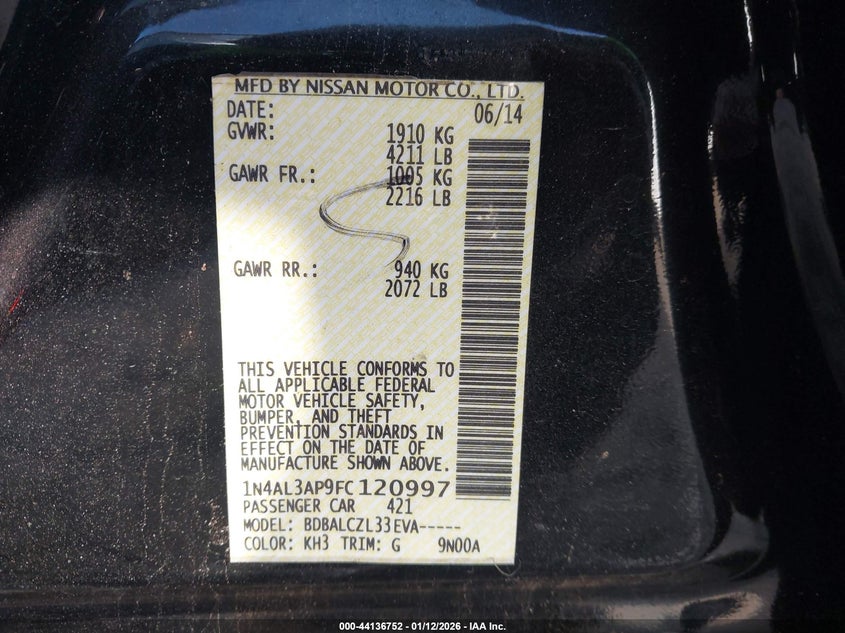 MFD BY NISSAN MOTOR CO., LTD.
DATE: 06/14
GVWR: 1910 KG
4211 LB
GAWR FR.: 1005 KG
2216 LB
GAWR RR.: 940 KG
2072 LB
THIS VEHICLE CONFORMS TO
ALL APPLICABLE FEDERAL
MOTOR VEHICLE SAFETY,
BUMPER, AND THEFT
PREVENTION STANDARDS IN
EFFECT ON THE DATE OF
MANUFACTURE SHOWN ABOVE.
1N4AL3AP9FC120997
PASSENGER CAR 421
MODEL: BDBALCZL33EVA-----
COLOR: KH3 TRIM: G 9N00A
000-44136752 - 01/12/2026 - IAA Inc.